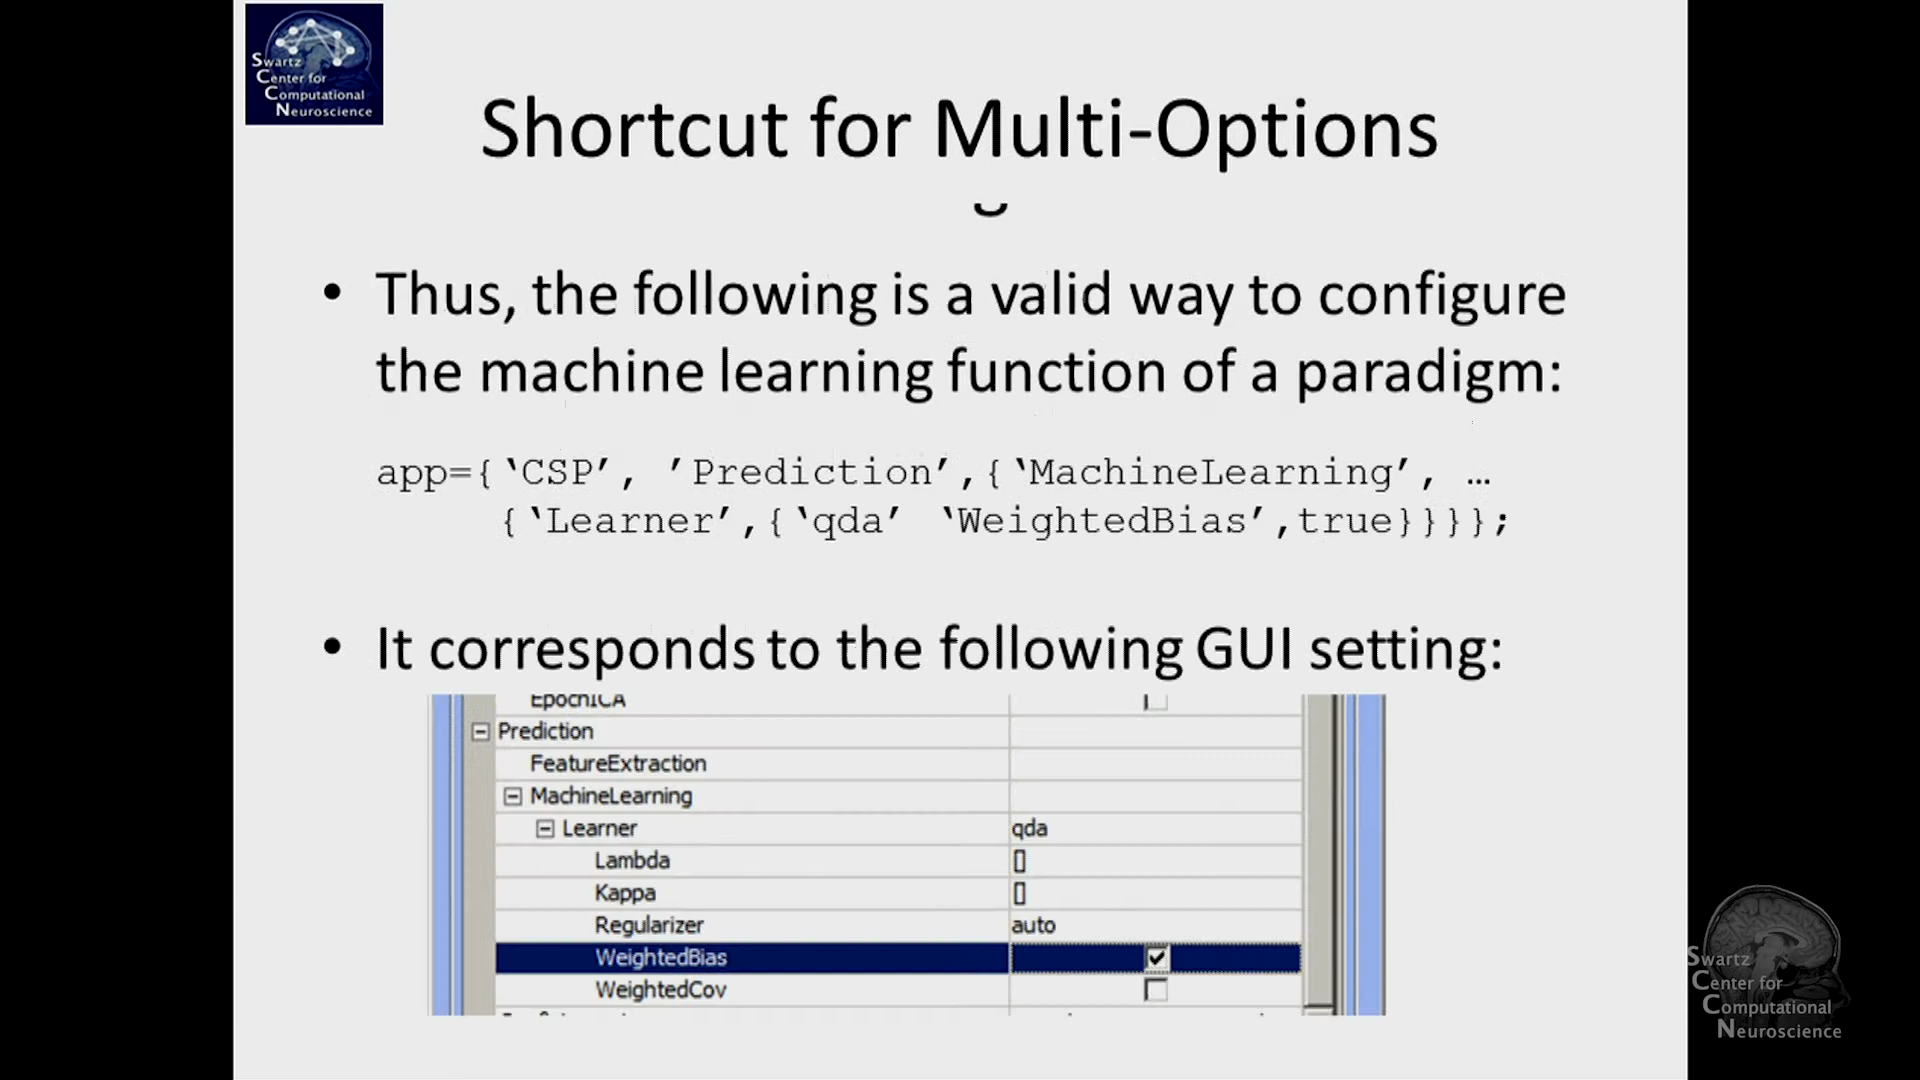 Swartz
Center for
Computational
Neuroscience
Shortcut for Multi-Options
• Thus, the following is a valid way to configure
the machine learning function of a paradigm:
app={‘CSP’, ’Prediction’,{‘MachineLearning’, …
{‘Learner’,{‘qda’ ‘WeightedBias’,true}}}};
• It corresponds to the following GUI setting:
EpochICA
Prediction
FeatureExtraction
MachineLearning
Learner qda
Lambda []
Kappa []
Regularizer auto
WeightedBias
WeightedCov
Swartz
Center for
Computational
Neuroscience